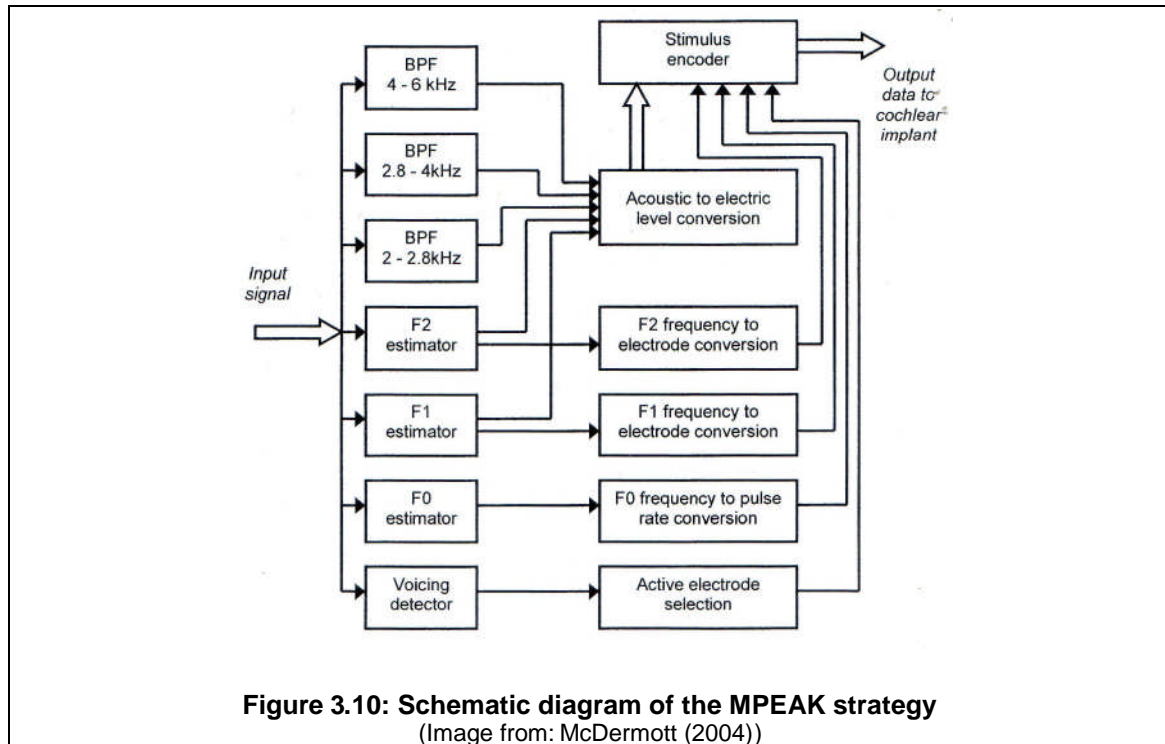 Stimulus
encoder
Output
data to
cochlear
implant
BPF
4 - 6 kHz
BPF
2.8 - 4kHz
BPF
2 - 2.8kHz
Acoustic to electric
level conversion
Input
signal
F2
estimator
F2 frequency to
electrode conversion
F1
estimator
F1 frequency to
electrode conversion
F0
estimator
F0 frequency to pulse
rate conversion
Voicing
detector
Active electrode
selection
Figure 3.10: Schematic diagram of the MPEAK strategy
(Image from: McDermott (2004))